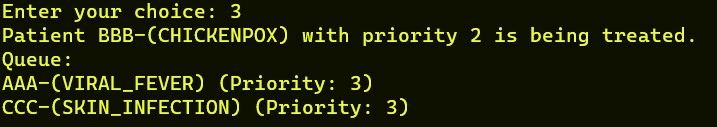 Enter your choice: 3
Patient BBB-(CHICKENPOX) with priority 2 is being treated.
Queue:
AAA-(VIRAL_FEVER) (Priority: 3)
CCC-(SKIN_INFECTION) (Priority: 3)